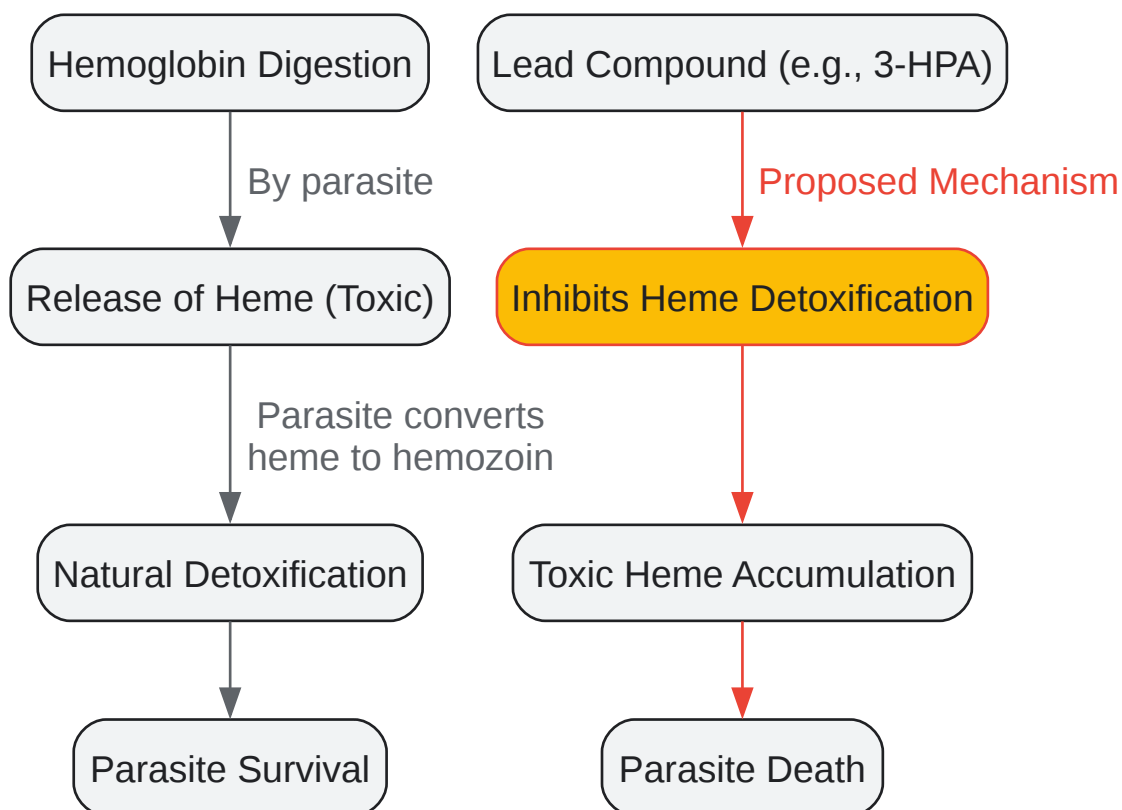 Hemoglobin Digestion
Lead Compound (e.g., 3-HPA)
By parasite
Proposed Mechanism
Release of Heme (Toxic)
Inhibits Heme Detoxification
Parasite converts
heme to hemozoin
Natural Detoxification
Toxic Heme Accumulation
Parasite Survival
Parasite Death